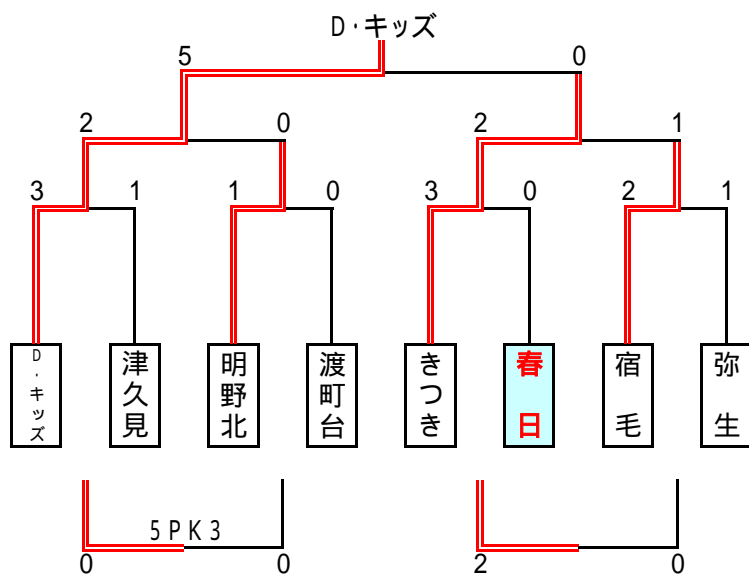 D・キッズ
5 0
2 0 2 1
3 1 1 0 3 0 2 1
D・キッズ
津久見
明野北
渡町台
きつき
春日
宿毛
弥生
5PK3
0 0 2 0